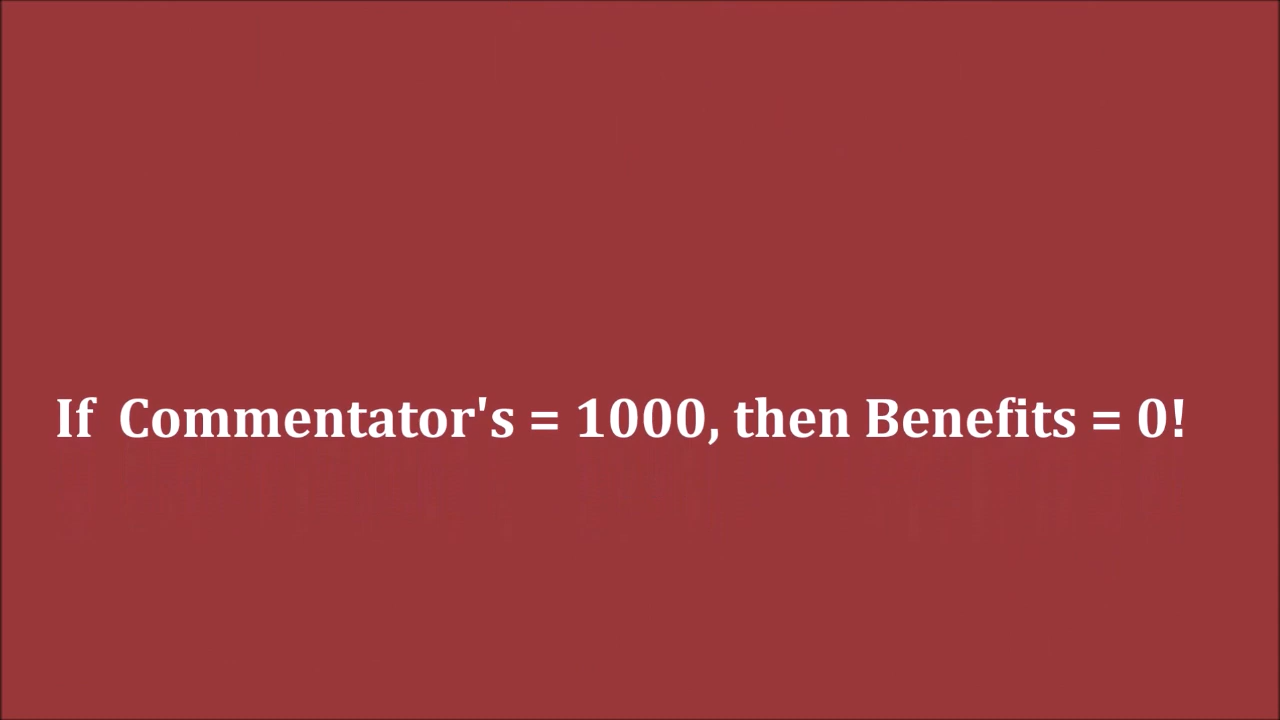 If  Commentator's = 1000, then Benefits = 0!